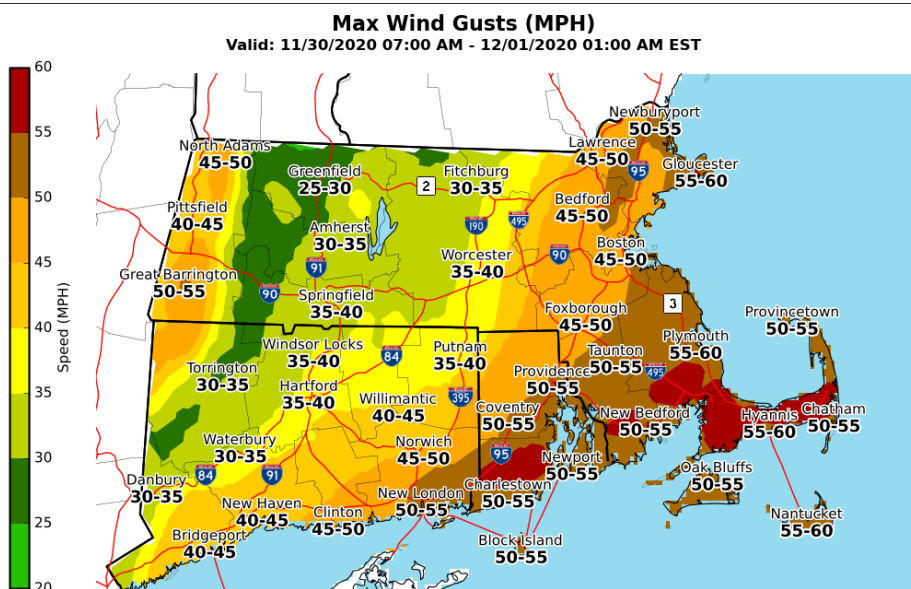 Max Wind Gusts (MPH)
Valid: 11/30/2020 07:00 AM - 12/01/2020 01:00 AM EST
60
55
50
45
40
35
30
25
20
Speed (MPH)
Newburyport
50-55
North Adams
45-50
Lawrence
45-50
Greenfield
25-30
2
Fitchburg
30-35
95
Gloucester
55-60
Pittsfield
40-45
Bedford
45-50
190
495
Amherst
30-35
Boston
45-50
Worcester
35-40
90
91
Great Barrington
50-55
90
Springfield
35-40
Foxborough
45-50
3
Provincetown
50-55
Windsor Locks
35-40
84
Putnam
35-40
Plymouth
55-60
Taunton
50-55
495
Torrington
30-35
Providence
50-55
Hartford
35-40
395
Willimantic
40-45
Coventry
50-55
New Bedford
50-55
Hyannis
55-60
Chatham
50-55
Waterbury
30-35
Norwich
45-50
95
Newport
50-55
Oak Bluffs
50-55
84
91
Danbury
30-35
New London
50-55
Charlestown
50-55
New Haven
40-45
Clinton
45-50
Nantucket
55-60
Bridgeport
40-45
Block Island
50-55